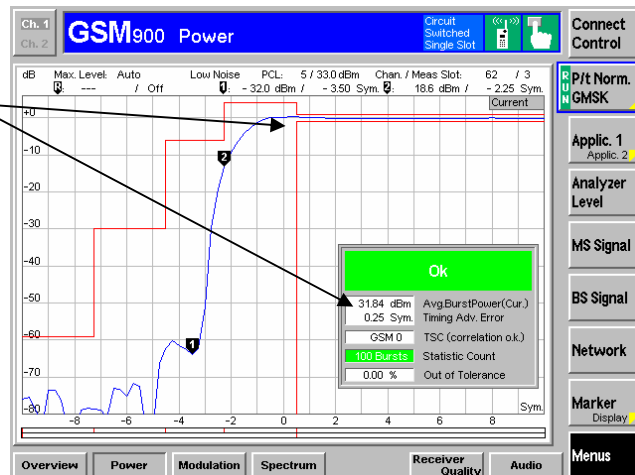 Ch. 1
Ch. 2
GSM900 Power
Circuit
Switched
Single Slot
Connect
Control
dB Max. Level: Auto Low Noise PCL: 5 / 33.0 dBm Chan. / Meas Slot: 62 / 3
R: --- / Off 1: - 32.0 dBm / - 3.50 Sym. 2: 18.6 dBm / - 2.25 Sym.
Current
RUN
P/t Norm.
GMSK
Applic. 1
Applic. 2
Analyzer
Level
MS Signal
BS Signal
Network
Marker
Display
Menus
+0
-10
-20
-30
-40
-50
-60
-70
-80
2
1
Ok
31.84 dBm Avg.BurstPower(Cur.)
0.25 Sym. Timing Adv. Error
GSM 0 TSC (correlation o.k.)
100 Bursts Statistic Count
0.00 % Out of Tolerance
Sym.
-8 -6 -4 -2 0 2 4 6 8
Overview Power Modulation Spectrum Receiver Quality Audio